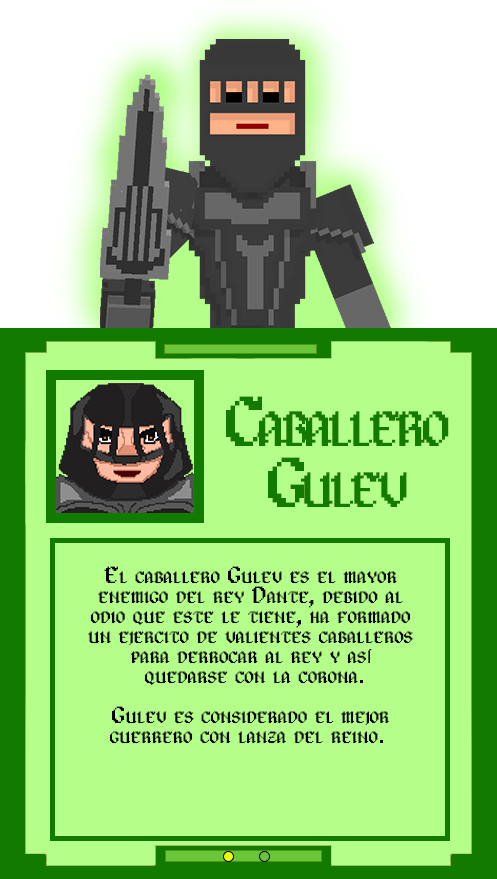 Caballero
Gulev
El caballero Gulev es el mayor
enemigo del rey Dante, debido al
odio que este le tiene, ha formado
un ejercito de valientes caballeros
para derrocar al rey y así
quedarse con la corona.
Gulev es considerado el mejor
guerrero con lanza del reino.